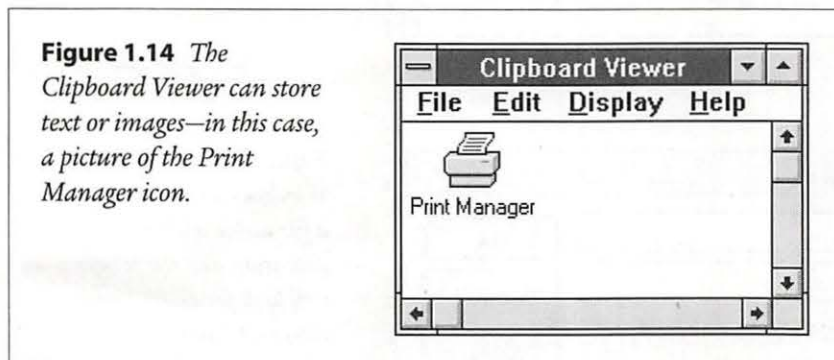 Figure 1.14 The
Clipboard Viewer can store
text or images—in this case,
a picture of the Print
Manager icon.
Clipboard Viewer
File Edit Display Help
Print Manager